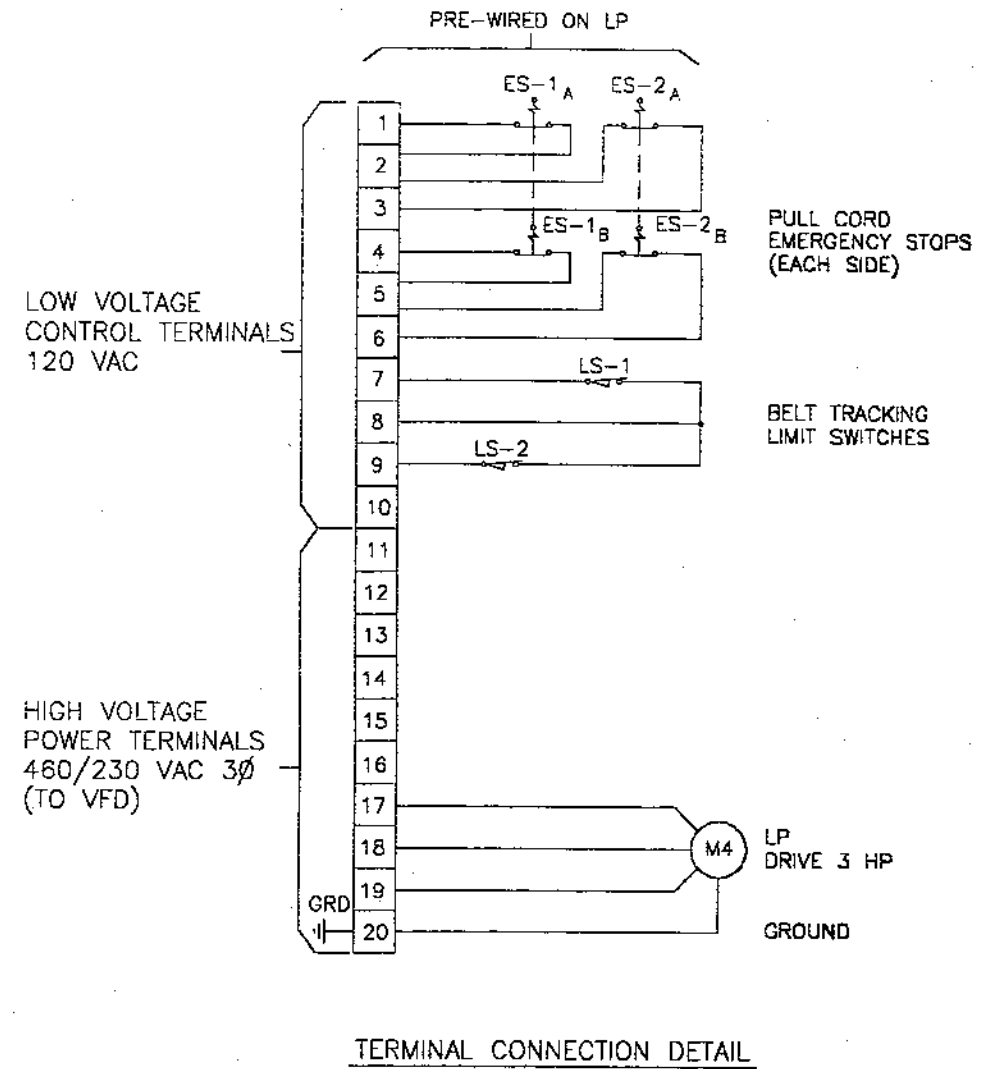 PRE-WIRED ON LP
ES-1A
ES-2A
1
2
3
ES-1B
ES-2B
4
5
6
PULL CORD
EMERGENCY STOPS
(EACH SIDE)
LOW VOLTAGE
CONTROL TERMINALS
120 VAC
7
LS-1
8
BELT TRACKING
LIMIT SWITCHES
9
LS-2
10
11
12
13
14
15
16
HIGH VOLTAGE
POWER TERMINALS
460/230 VAC 3Ø
(TO VFD)
17
18
M4
LP
DRIVE 3 HP
19
GRD
20
GROUND
TERMINAL CONNECTION DETAIL